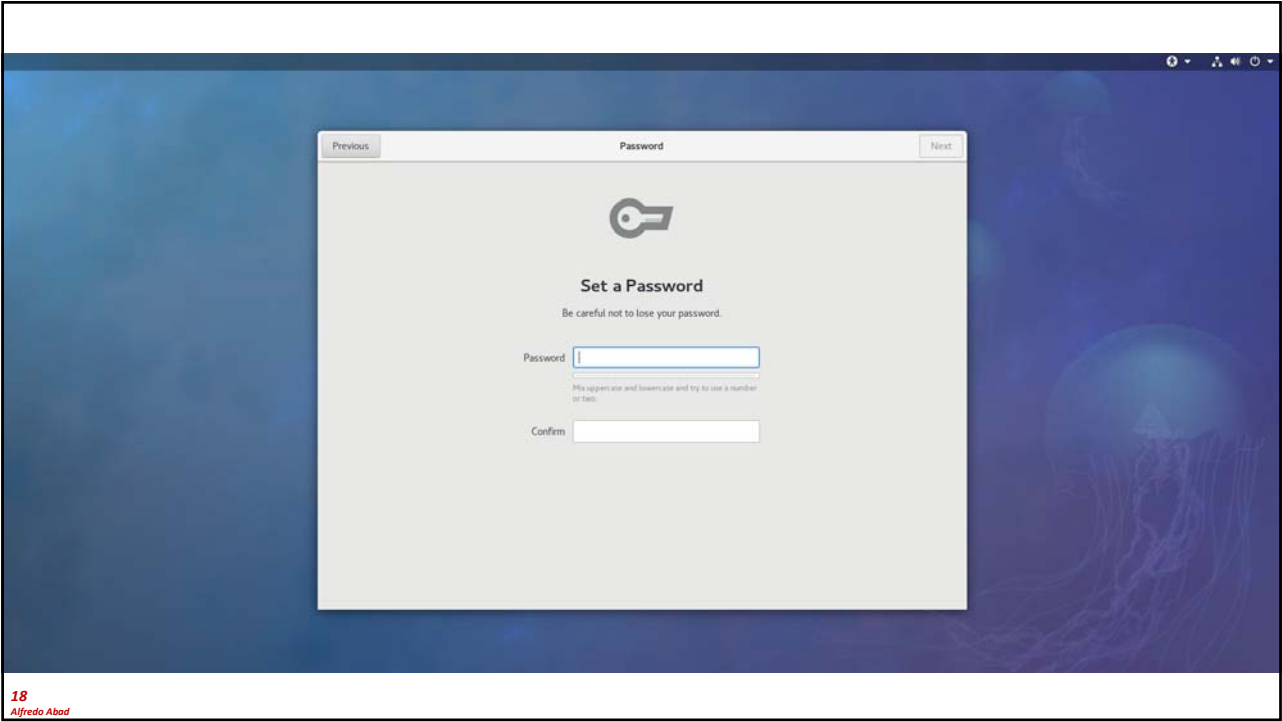 Previous
Password
Next
Set a Password
Be careful not to lose your password.
Password
Mix uppercase and lowercase and try to use a number
or two.
Confirm
18
Alfredo Abad